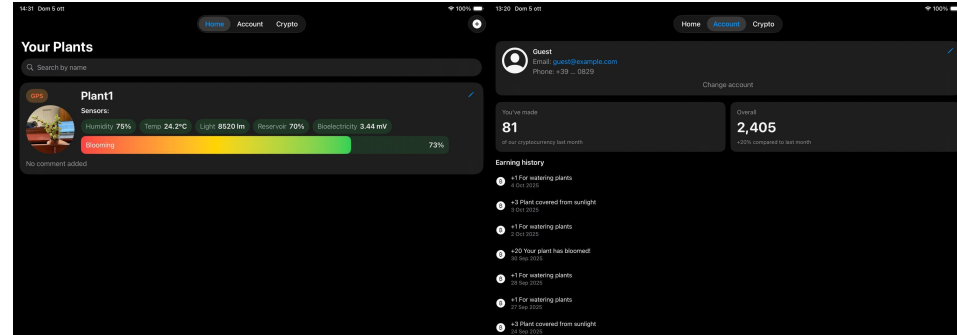 14:31 Dom 5 ott
100%
Home Account Crypto
Your Plants
Search by name
GPS
Plant1
Sensors:
Humidity 75% Temp 24.2°C Light 8520 lm Reservoir 70% Bioelectricity 3.44 mV
Blooming 73%
No comment added
13:20 Dom 5 ott
100%
Home Account Crypto
Guest
Email: guest@example.com
Phone: +39 ... 0829
Change account
You've made
81
of our cryptocurrency last month
Overall
2,405
+20% compared to last month
Earning history
+1 For watering plants
4 Oct 2025
+3 Plant covered from sunlight
3 Oct 2025
+1 For watering plants
2 Oct 2025
+20 Your plant has bloomed!
30 Sep 2025
+1 For watering plants
28 Sep 2025
+1 For watering plants
27 Sep 2025
+3 Plant covered from sunlight
24 Sep 2025